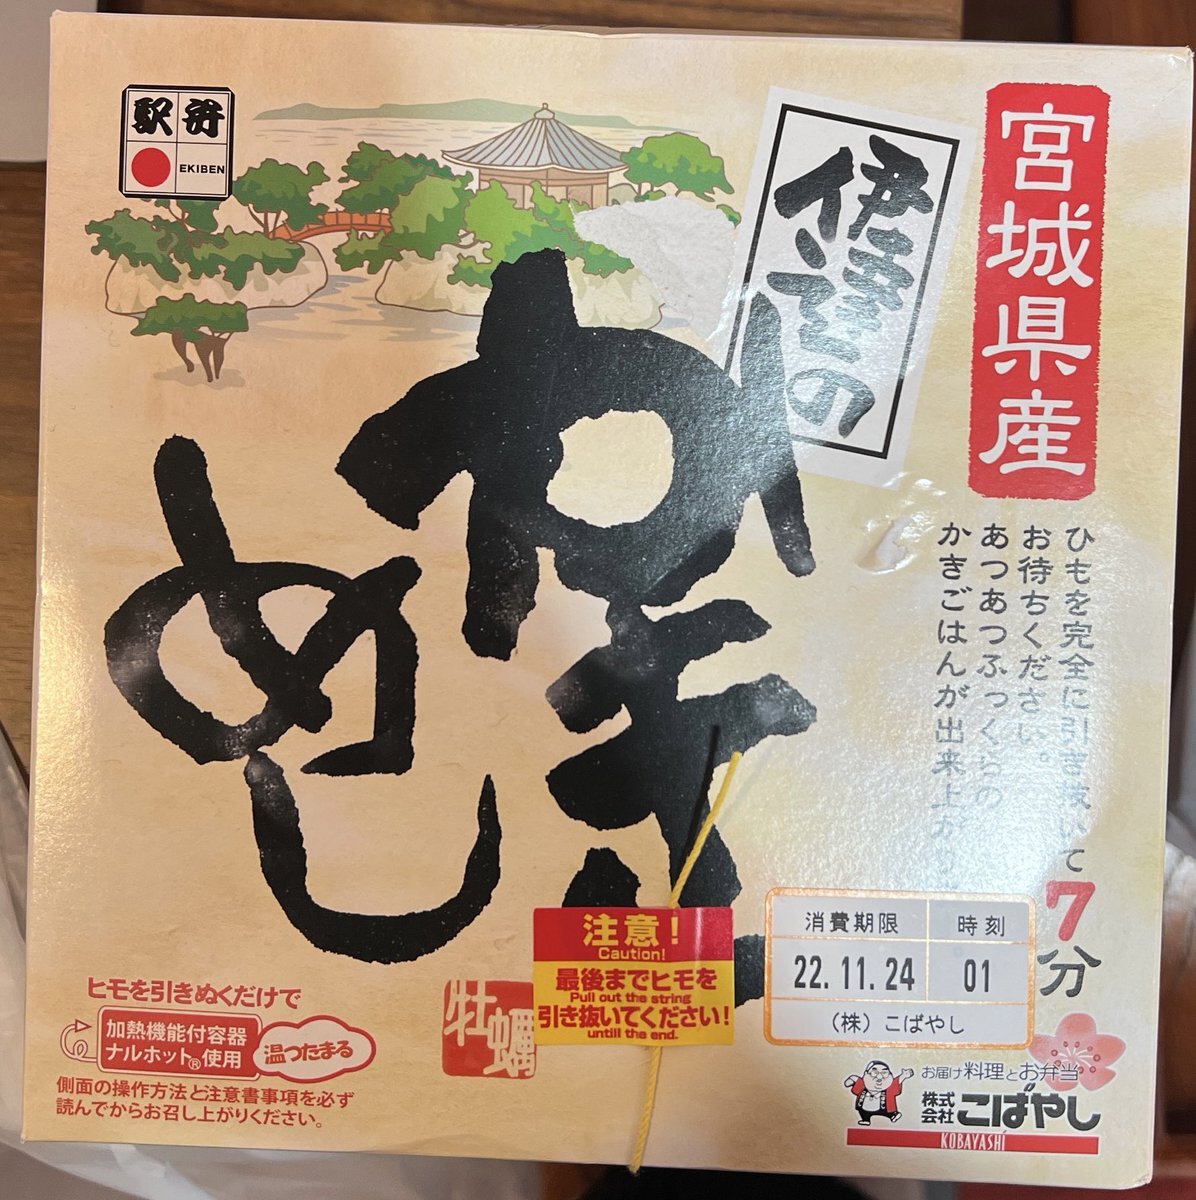 駅弁
EKIBEN
宮城県産
伊達の
かき
めし
ひもを完全に引き抜いて7分
お待ちください。
あつあつふっくらの
かきごはんが出来上が
注意!
Caution!
最後までヒモを
Pull out the string
引き抜いてください!
untill the end.
消費期限 時刻
22.11.24 01
(株)こばやし
牡蠣
ヒモを引きぬくだけで
加熱機能付容器
ナルホット®使用
温つたまる
側面の操作方法と注意書事項を必ず
読んでからお召し上がりください。
お届け料理とお弁当
株式会社こばやし
KOBAYASHI